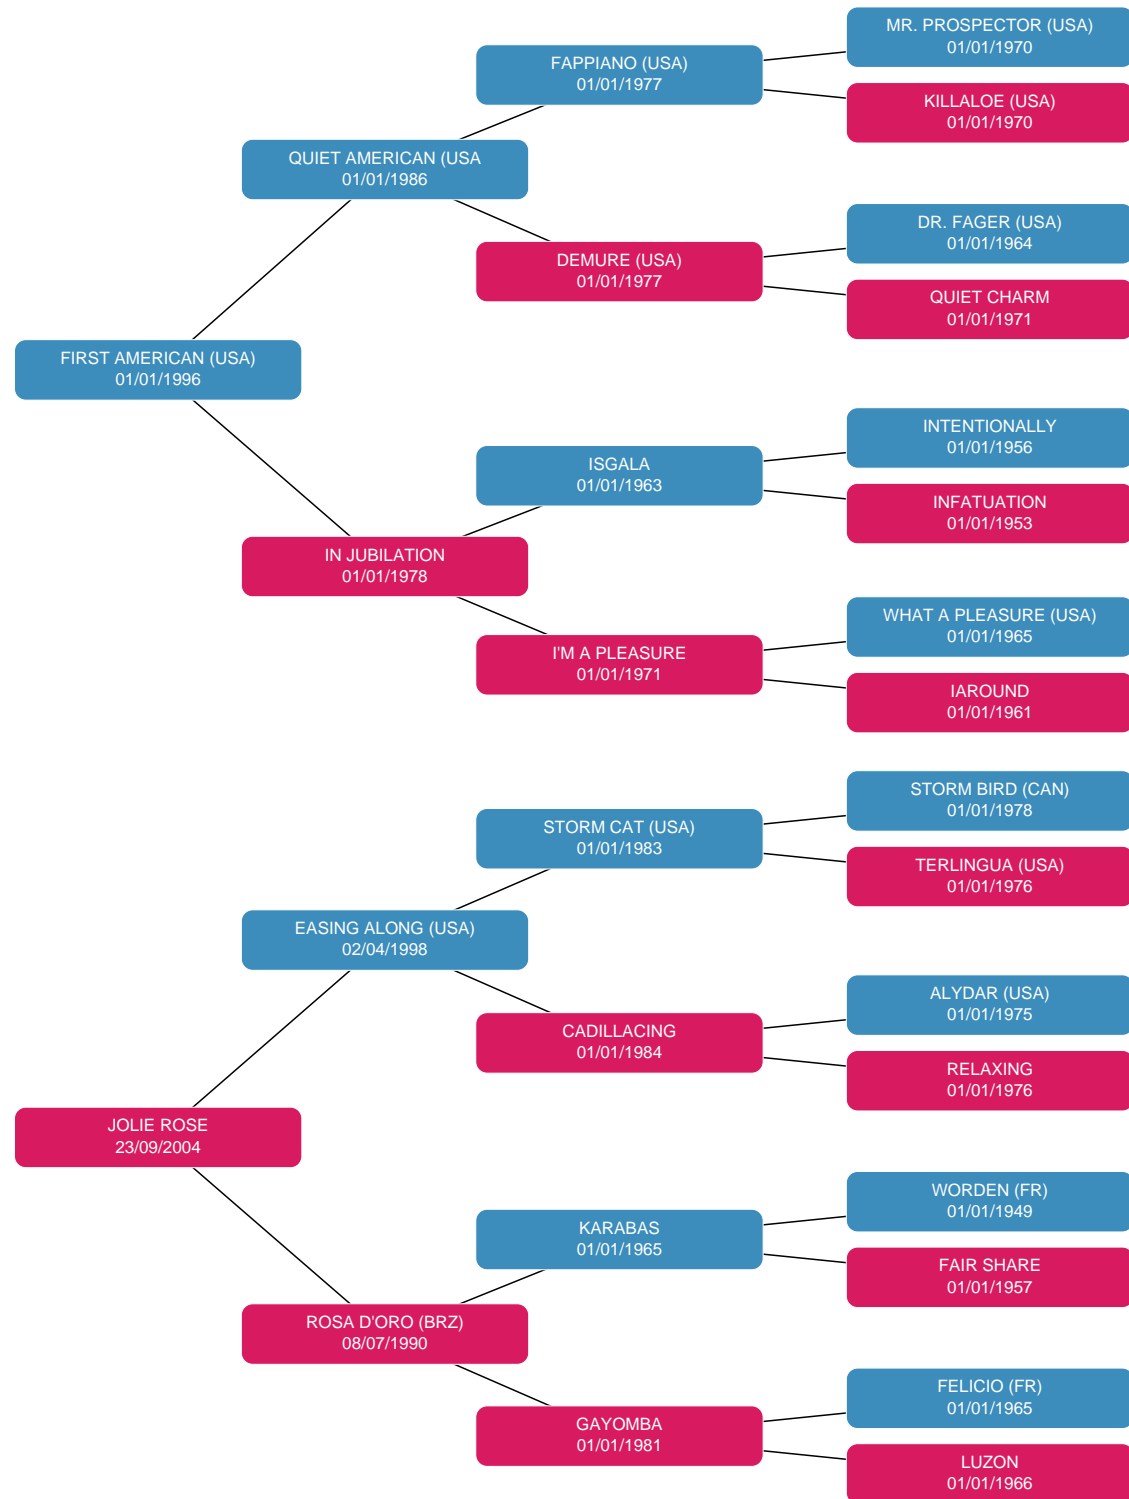 MR. PROSPECTOR (USA)
01/01/1970
FAPPIANO (USA)
01/01/1977
KILLALOE (USA)
01/01/1970
QUIET AMERICAN (USA
01/01/1986
DR. FAGER (USA)
01/01/1964
DEMURE (USA)
01/01/1977
QUIET CHARM
01/01/1971
FIRST AMERICAN (USA)
01/01/1996
INTENTIONALLY
01/01/1956
ISGALA
01/01/1963
INFATUATION
01/01/1953
IN JUBILATION
01/01/1978
WHAT A PLEASURE (USA)
01/01/1965
I'M A PLEASURE
01/01/1971
IAROUND
01/01/1961
STORM BIRD (CAN)
01/01/1978
STORM CAT (USA)
01/01/1983
TERLINGUA (USA)
01/01/1976
EASING ALONG (USA)
02/04/1998
ALYDAR (USA)
01/01/1975
CADILLACING
01/01/1984
RELAXING
01/01/1976
JOLIE ROSE
23/09/2004
WORDEN (FR)
01/01/1949
KARABAS
01/01/1965
FAIR SHARE
01/01/1957
ROSA D'ORO (BRZ)
08/07/1990
FELICIO (FR)
01/01/1965
GAYOMBA
01/01/1981
LUZON
01/01/1966